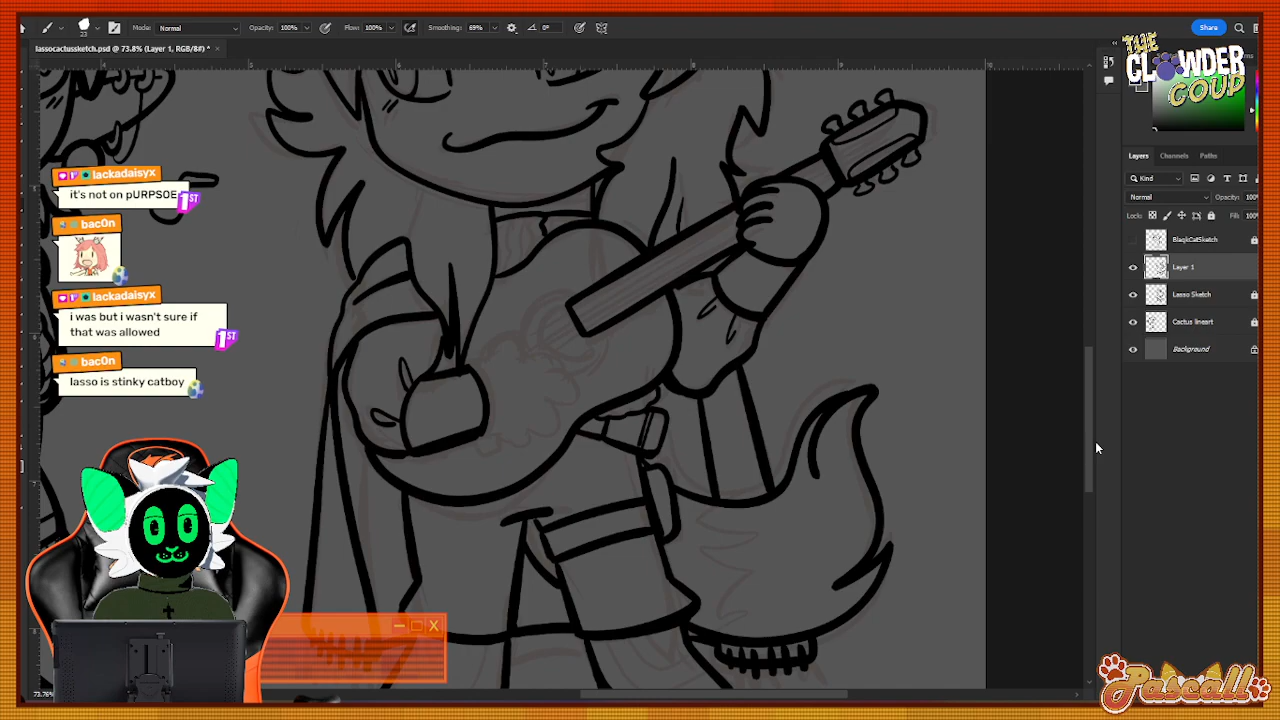 23
Mode:
Normal
Opacity: 100%
Flow: 100%
Smoothing: 69%
0°
Share
lassocactussketch.psd @ 73.8% (Layer 1, RGB/8#) *
THE
CLOWDER
COUP
Layers
Channels
Paths
Kind
Normal
Opacity: 100
Lock:
Fill: 100
BlackCatSketch
Layer 1
Lasso Sketch
Cactus lineart
Background
lackadaisyx
it's not on pURPSOE
1ST
bac0n
lackadaisyx
i was but i wasn't sure if
that was allowed
1ST
bac0n
lasso is stinky catboy
X
73.76%
Pascall